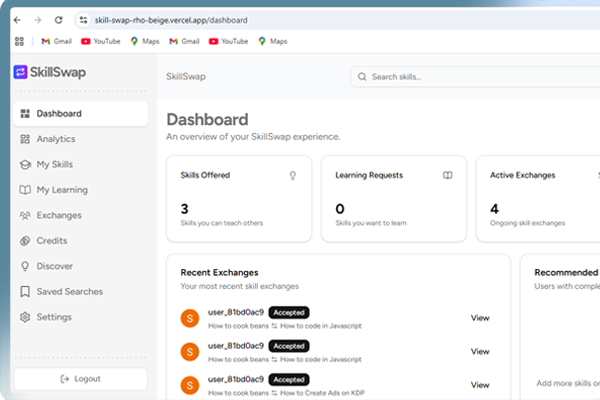 skill-swap-rho-beige.vercel.app/dashboard
Gmail YouTube Maps Gmail YouTube Maps
SkillSwap
SkillSwap
Search skills...
Dashboard
Analytics
My Skills
My Learning
Exchanges
Credits
Discover
Saved Searches
Settings
Logout
Dashboard
An overview of your SkillSwap experience.
Skills Offered
3
Skills you can teach others
Learning Requests
0
Skills you want to learn
Active Exchanges
4
Ongoing skill exchanges
Recent Exchanges
Your most recent skill exchanges
S
user_81bd0ac9 Accepted
How to cook beans ⇆ How to code in Javascript
View
S
user_81bd0ac9 Accepted
How to cook beans ⇆ How to code in Javascript
View
S
user_81bd0ac9 Accepted
How to cook beans ⇆ How to Create Ads on KDP
View
Recommended
Users with
Add more skills